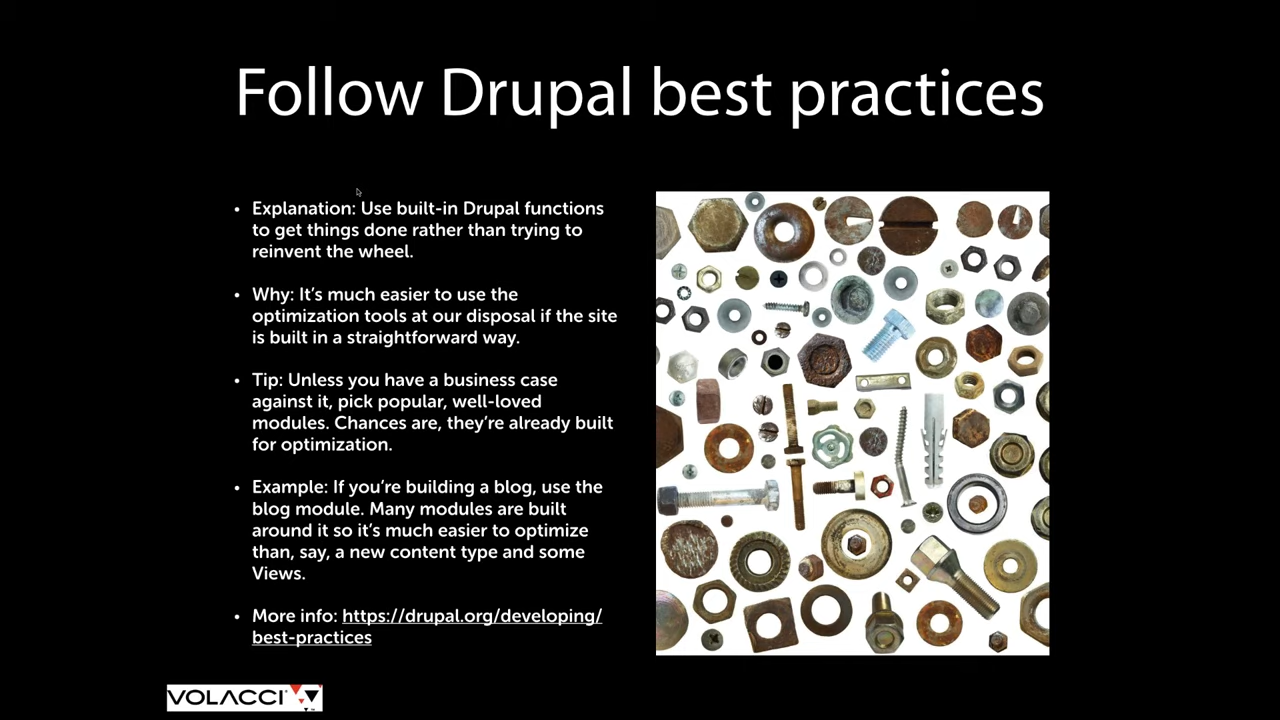 Follow Drupal best practices
• Explanation: Use built-in Drupal functions
to get things done rather than trying to
reinvent the wheel.
• Why: It’s much easier to use the
optimization tools at our disposal if the site
is built in a straightforward way.
• Tip: Unless you have a business case
against it, pick popular, well-loved
modules. Chances are, they’re already built
for optimization.
• Example: If you’re building a blog, use the
blog module. Many modules are built
around it so it’s much easier to optimize
than, say, a new content type and some
Views.
• More info: https://drupal.org/developing/
best-practices
VOLACCI